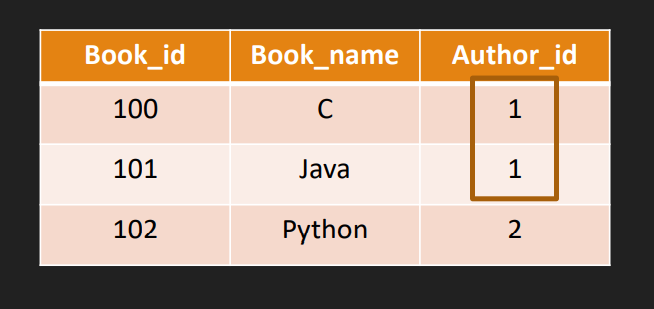 Book_id Book_name Author_id
100 C 1
101 Java 1
102 Python 2